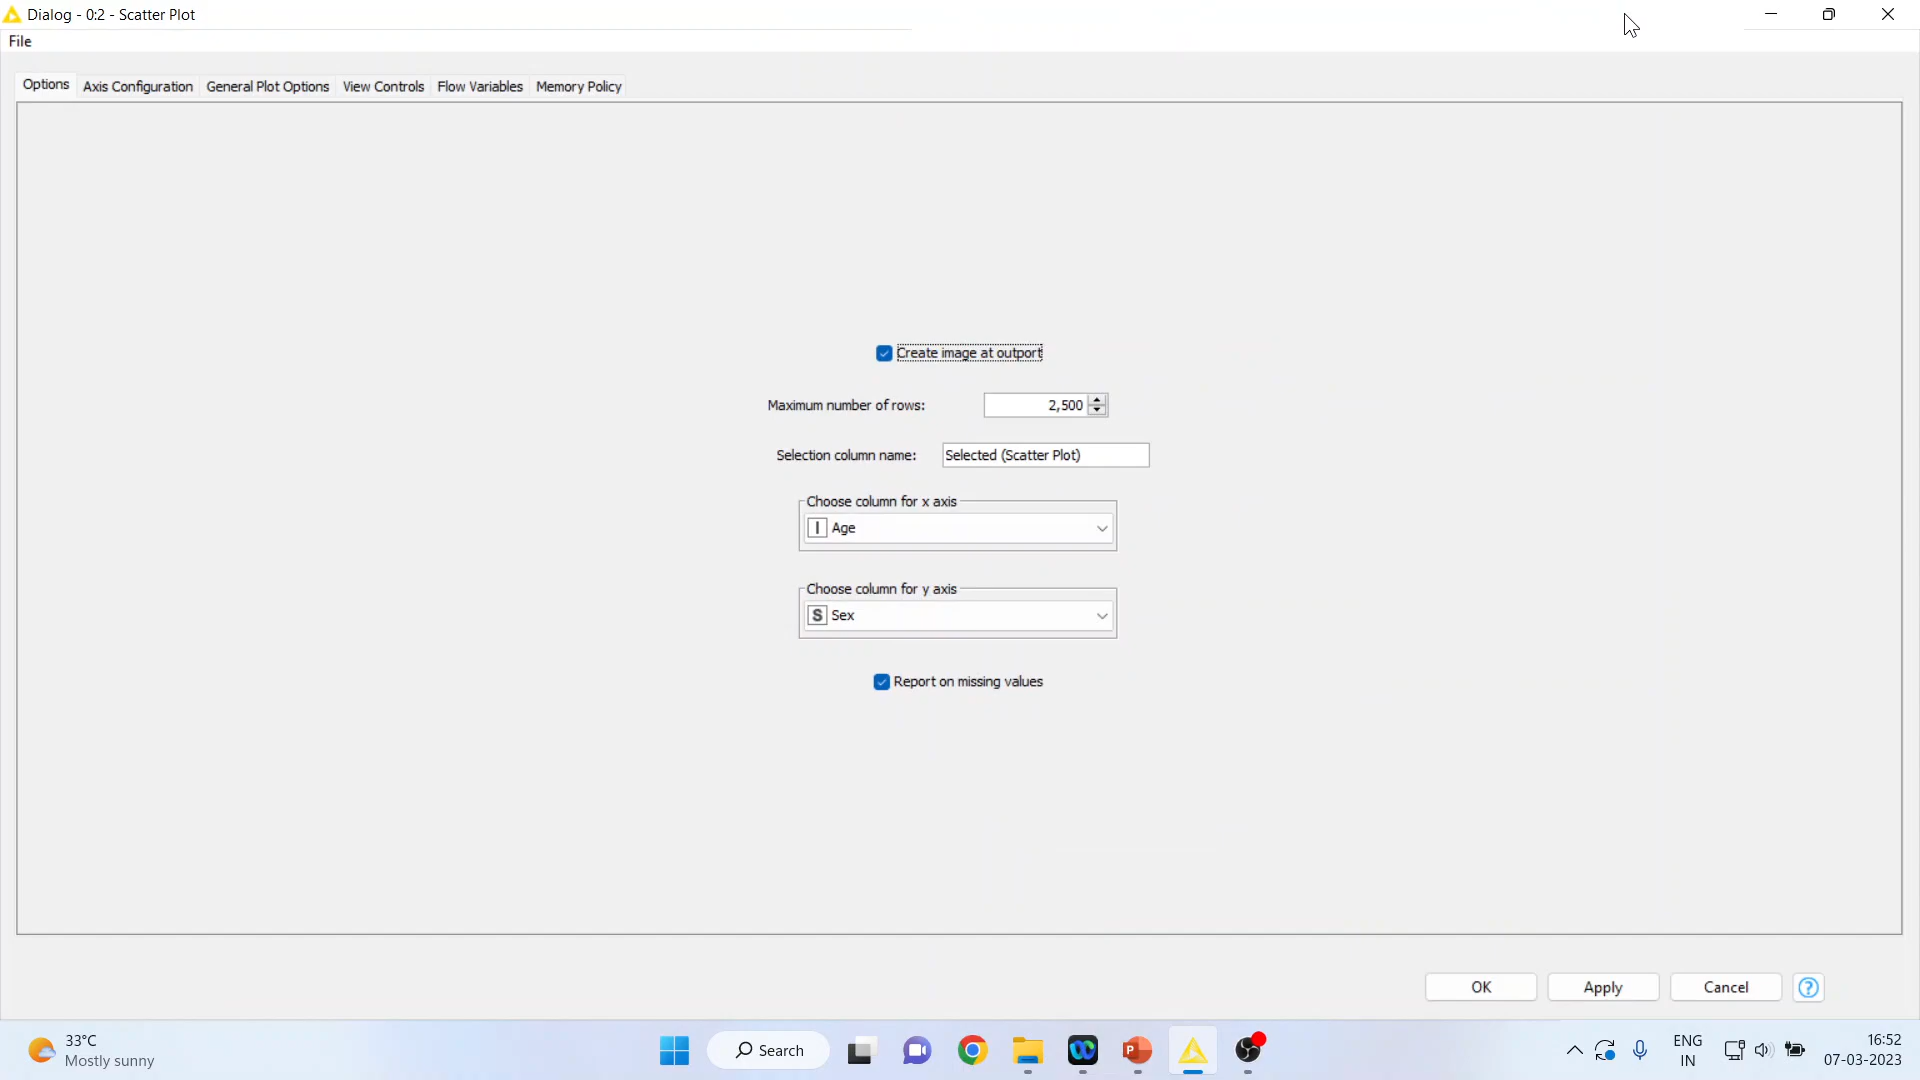 Dialog - 0:2 - Scatter Plot
File
Options Axis Configuration General Plot Options View Controls Flow Variables Memory Policy
Create image at outport
Maximum number of rows: 2,500
Selection column name: Selected (Scatter Plot)
Choose column for x axis
I Age
Choose column for y axis
S Sex
Report on missing values
OK Apply Cancel ?
33°C
Mostly sunny
Search
ENG
IN
16:52
07-03-2023